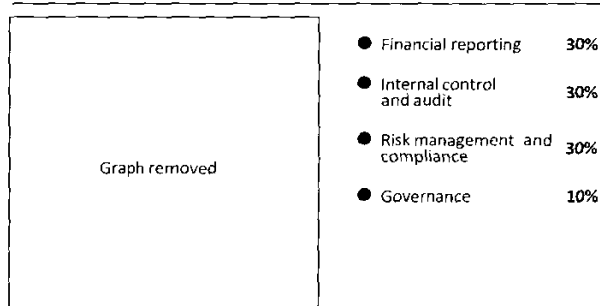 Graph removed
Financial reporting 30%
Internal control
and audit 30%
Risk management and
compliance 30%
Governance 10%